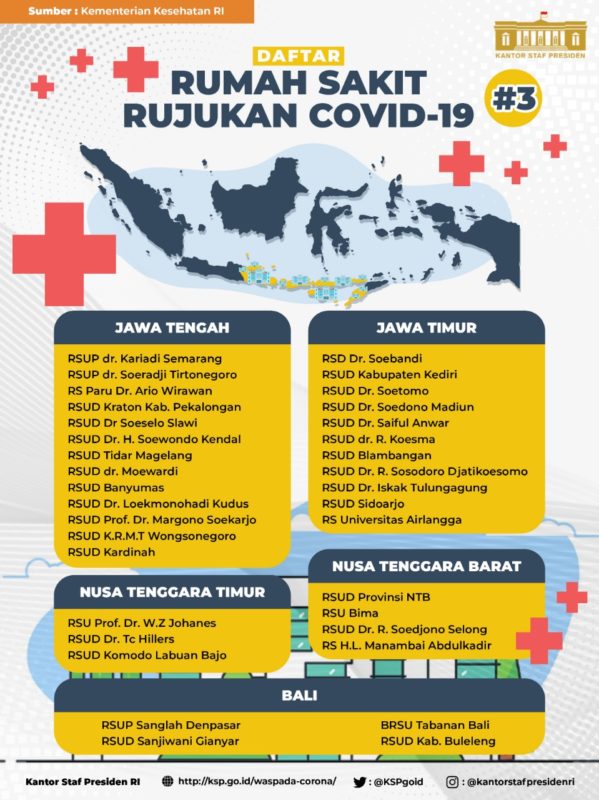 Sumber : Kementerian Kesehatan RI
KANTOR STAF PRESIDEN
DAFTAR
RUMAH SAKIT
RUJUKAN COVID-19
#3
JAWA TENGAH
RSUP dr. Kariadi Semarang
RSUP dr. Soeradji Tirtonegoro
RS Paru Dr. Ario Wirawan
RSUD Kraton Kab. Pekalongan
RSUD Dr Soeselo Slawi
RSUD Dr. H. Soewondo Kendal
RSUD Tidar Magelang
RSUD dr. Moewardi
RSUD Banyumas
RSUD Dr. Loekmonohadi Kudus
RSUD Prof. Dr. Margono Soekarjo
RSUD K.R.M.T Wongsonegoro
RSUD Kardinah
JAWA TIMUR
RSD Dr. Soebandi
RSUD Kabupaten Kediri
RSUD Dr. Soetomo
RSUD Dr. Soedono Madiun
RSUD Dr. Saiful Anwar
RSUD dr. R. Koesma
RSUD Blambangan
RSUD Dr. R. Sosodoro Djatikoesomo
RSUD Dr. Iskak Tulungagung
RSUD Sidoarjo
RS Universitas Airlangga
NUSA TENGGARA TIMUR
RSU Prof. Dr. W.Z Johanes
RSUD Dr. Tc Hillers
RSUD Komodo Labuan Bajo
NUSA TENGGARA BARAT
RSUD Provinsi NTB
RSU Bima
RSUD Dr. R. Soedjono Selong
RS H.L. Manambai Abdulkadir
BALI
RSUP Sanglah Denpasar
RSUD Sanjiwani Gianyar
BRSU Tabanan Bali
RSUD Kab. Buleleng
Kantor Staf Presiden RI
http://ksp.go.id/waspada-corona/
: @KSPgoid
: @kantorstafpresidenri